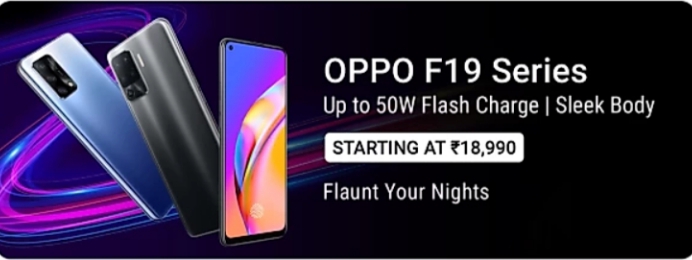 OPPO F19 Series
Up to 50W Flash Charge | Sleek Body
STARTING AT ₹18,990
Flaunt Your Nights